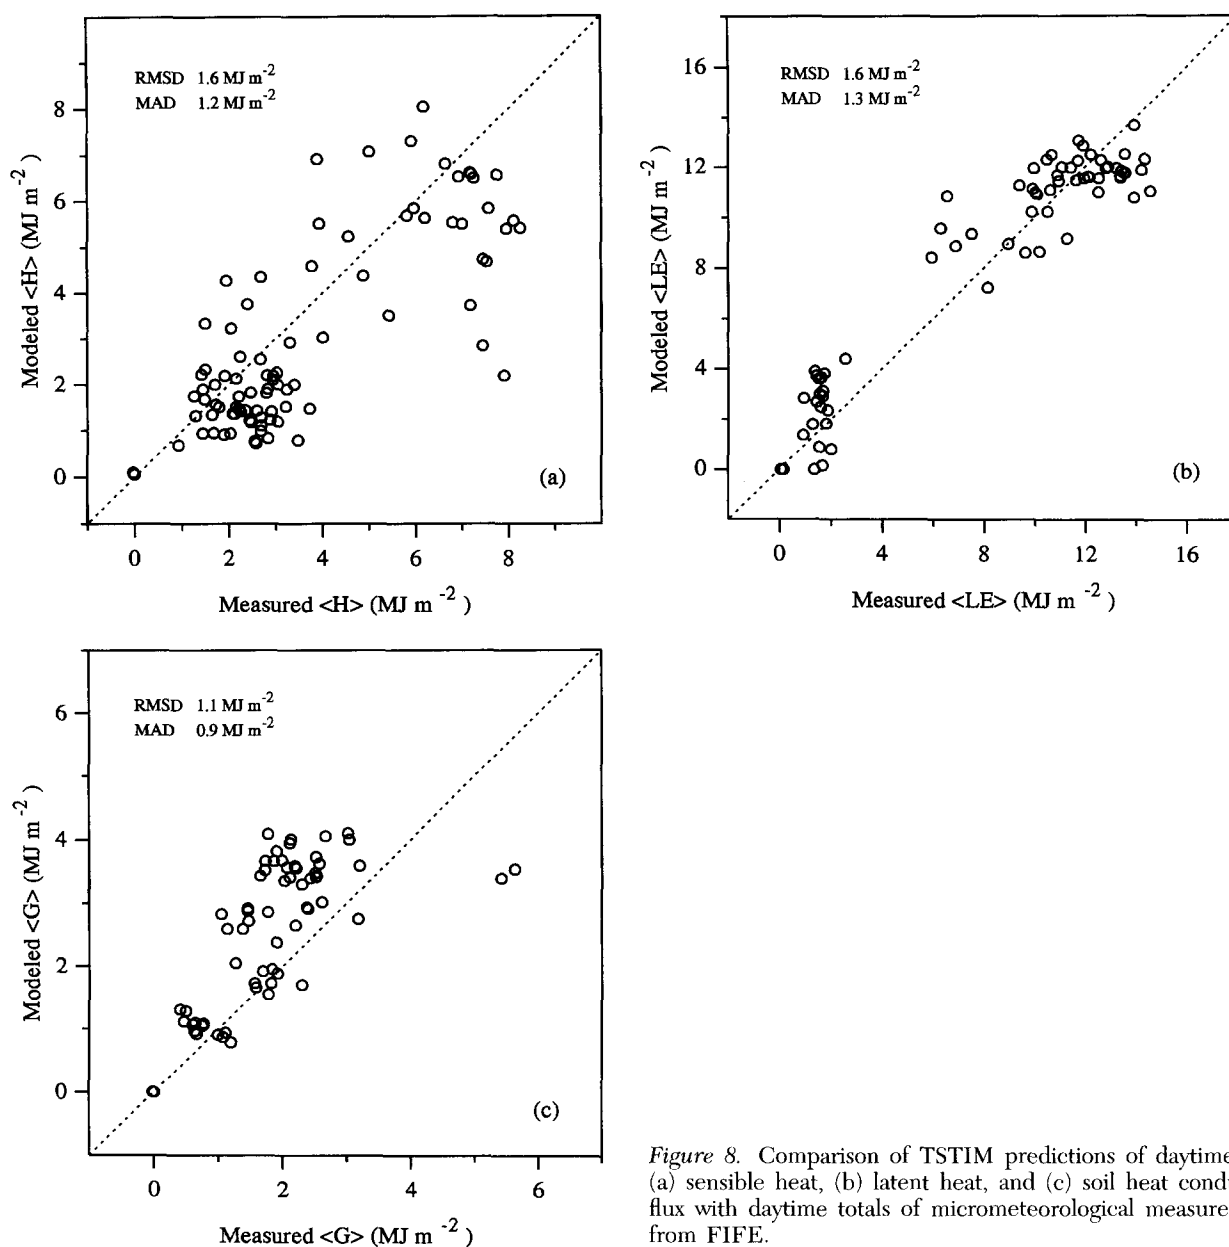 RMSD 1.6 MJ m-2
MAD 1.2 MJ m-2
8
6
4
2
0
Modeled <H> (MJ m -2 )
(a)
0 2 4 6 8
Measured <H> (MJ m -2 )
RMSD 1.6 MJ m-2
MAD 1.3 MJ m-2
16
12
8
4
0
Modeled <LE> (MJ m -2 )
(b)
0 4 8 12 16
Measured <LE> (MJ m -2 )
RMSD 1.1 MJ m-2
MAD 0.9 MJ m-2
6
4
2
0
Modeled <G> (MJ m -2 )
(c)
0 2 4 6
Measured <G> (MJ m -2 )
Figure 8. Comparison of TSTIM predictions of daytime
(a) sensible heat, (b) latent heat, and (c) soil heat cond
flux with daytime totals of micrometeorological measure
from FIFE.